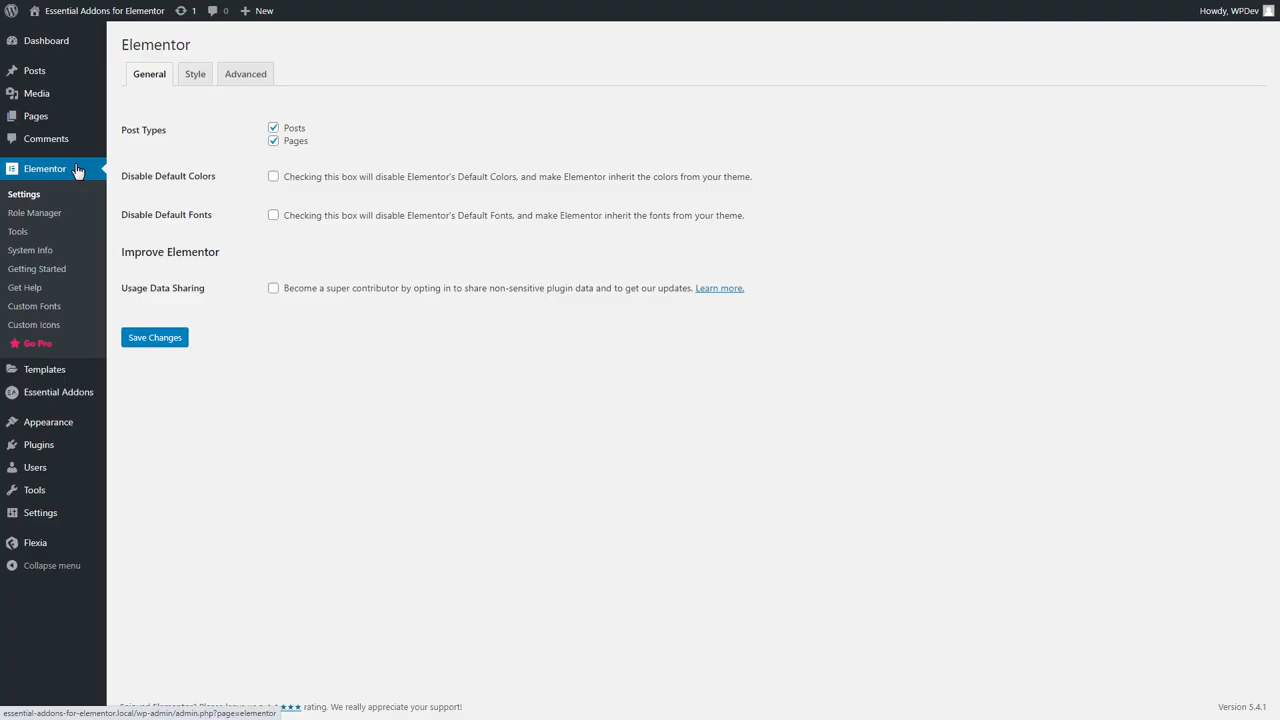 Essential Addons for Elementor 1 0 New Howdy, WPDev
Dashboard
Posts
Media
Pages
Comments
Elementor
Settings
Role Manager
Tools
System Info
Getting Started
Get Help
Custom Fonts
Custom Icons
Go Pro
Templates
Essential Addons
Appearance
Plugins
Users
Tools
Settings
Flexia
Collapse menu
Elementor
General Style Advanced
Post Types
Posts
Pages
Disable Default Colors
Checking this box will disable Elementor's Default Colors, and make Elementor inherit the colors from your theme.
Disable Default Fonts
Checking this box will disable Elementor's Default Fonts, and make Elementor inherit the fonts from your theme.
Improve Elementor
Usage Data Sharing
Become a super contributor by opting in to share non-sensitive plugin data and to get our updates. Learn more.
Save Changes
★★★ rating. We really appreciate your support!
Version 5.4.1
essential-addons-for-elementor.local/wp-admin/admin.php?page=elementor